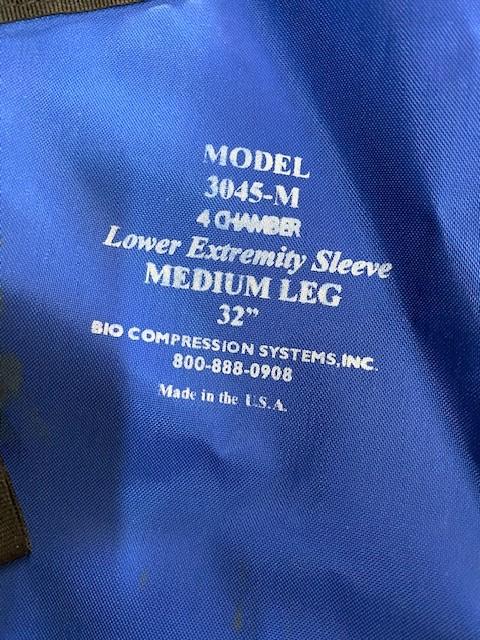 MODEL
3045-M
4 CHAMBER
Lower Extremity Sleeve
MEDIUM LEG
32”
BIO COMPRESSION SYSTEMS,INC.
800-888-0908
Made in the U.S.A.